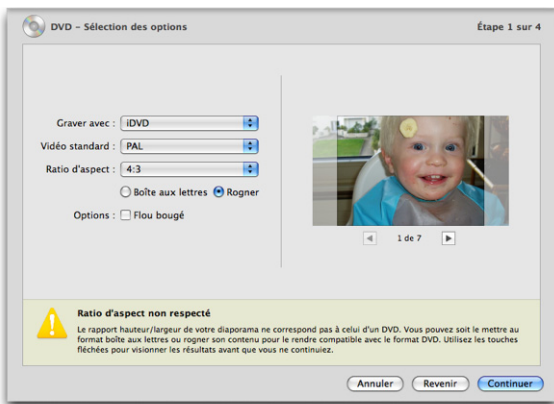 DVD – Sélection des options
Étape 1 sur 4
Graver avec : iDVD
Vidéo standard : PAL
Ratio d'aspect : 4:3
Boîte aux lettres Rogner
Options : Flou bougé
1 de 7
Ratio d'aspect non respecté
Le rapport hauteur/largeur de votre diaporama ne correspond pas à celui d'un DVD. Vous pouvez soit le mettre au
format boîte aux lettres ou rogner son contenu pour le rendre compatible avec le format DVD. Utilisez les touches
fléchées pour visionner les résultats avant que vous ne continuiez.
Annuler Revenir Continuer